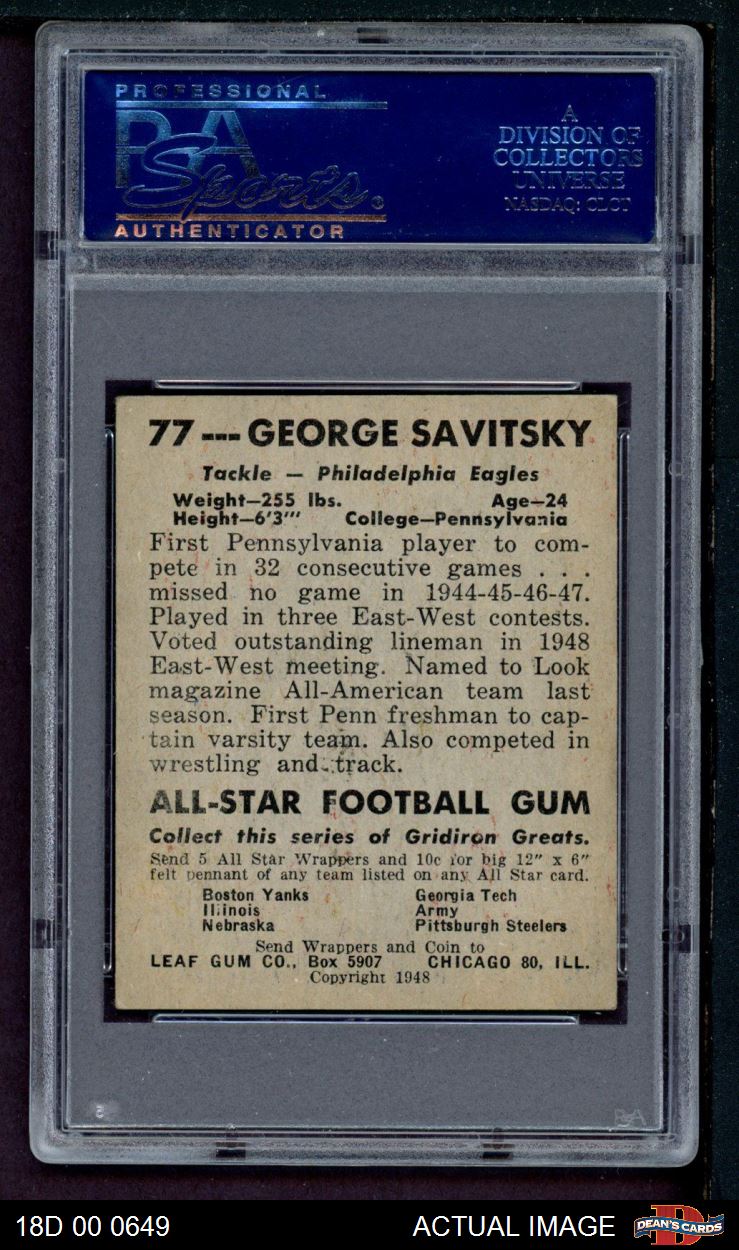 PROFESSIONAL
PSA
Sports
AUTHENTICATOR
A
DIVISION OF
COLLECTORS
UNIVERSE
NASDAQ: CLCT
77---GEORGE SAVITSKY
Tackle — Philadelphia Eagles
Weight—255 lbs. Age—24
Height—6'3"' College—Pennsylvania
First Pennsylvania player to com-
pete in 32 consecutive games . . .
missed no game in 1944-45-46-47.
Played in three East-West contests.
Voted outstanding lineman in 1948
East-West meeting. Named to Look
magazine All-American team last
season. First Penn freshman to cap-
tain varsity team. Also competed in
wrestling and track.
ALL-STAR FOOTBALL GUM
Collect this series of Gridiron Greats.
Send 5 All Star Wrappers and 10c for big 12" x 6"
felt pennant of any team listed on any All Star card.
Boston Yanks Georgia Tech
Illinois Army
Nebraska Pittsburgh Steelers
Send Wrappers and Coin to
LEAF GUM CO., Box 5907 CHICAGO 80, ILL.
Copyright 1948
PSA
18D 00 0649 ACTUAL IMAGE DEAN'S CARDS